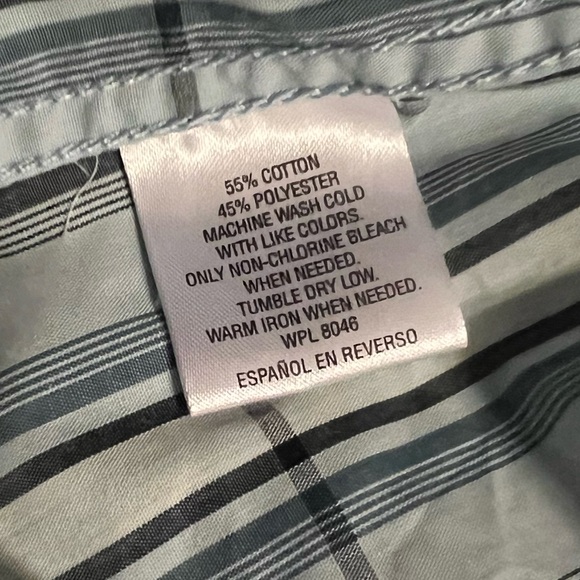 55% COTTON
45% POLYESTER
MACHINE WASH COLD
WITH LIKE COLORS.
ONLY NON-CHLORINE BLEACH
WHEN NEEDED.
TUMBLE DRY LOW.
WARM IRON WHEN NEEDED.
WPL 8046
ESPAÑOL EN REVERSO